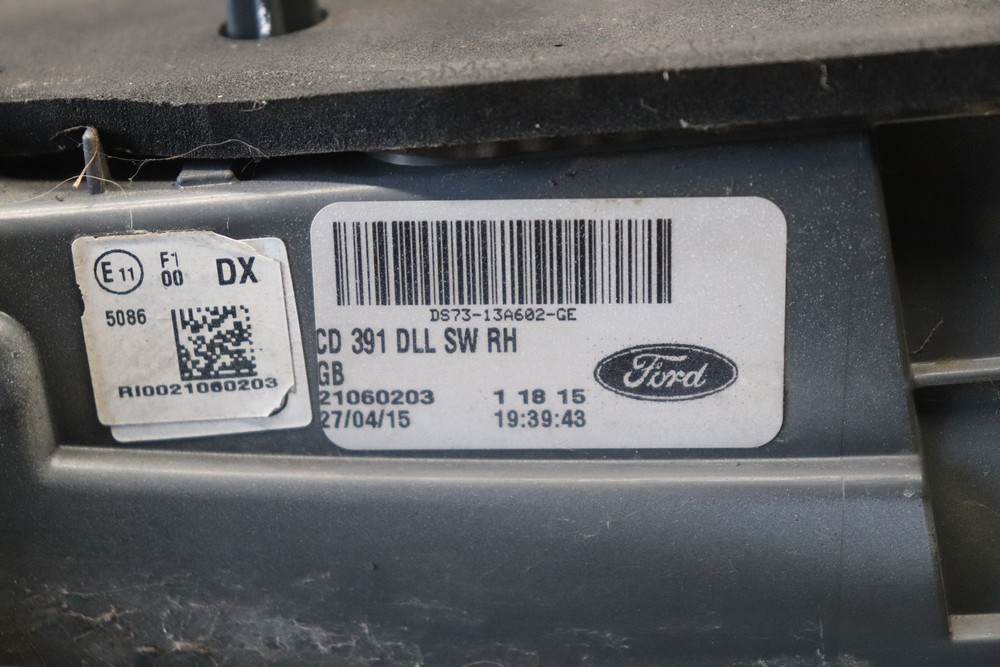 E 11
F1
00
DX
5086
RI0021060203
DS73-13A602-GE
CD 391 DLL SW RH
GB
21060203 1 18 15
27/04/15 19:39:43
Ford